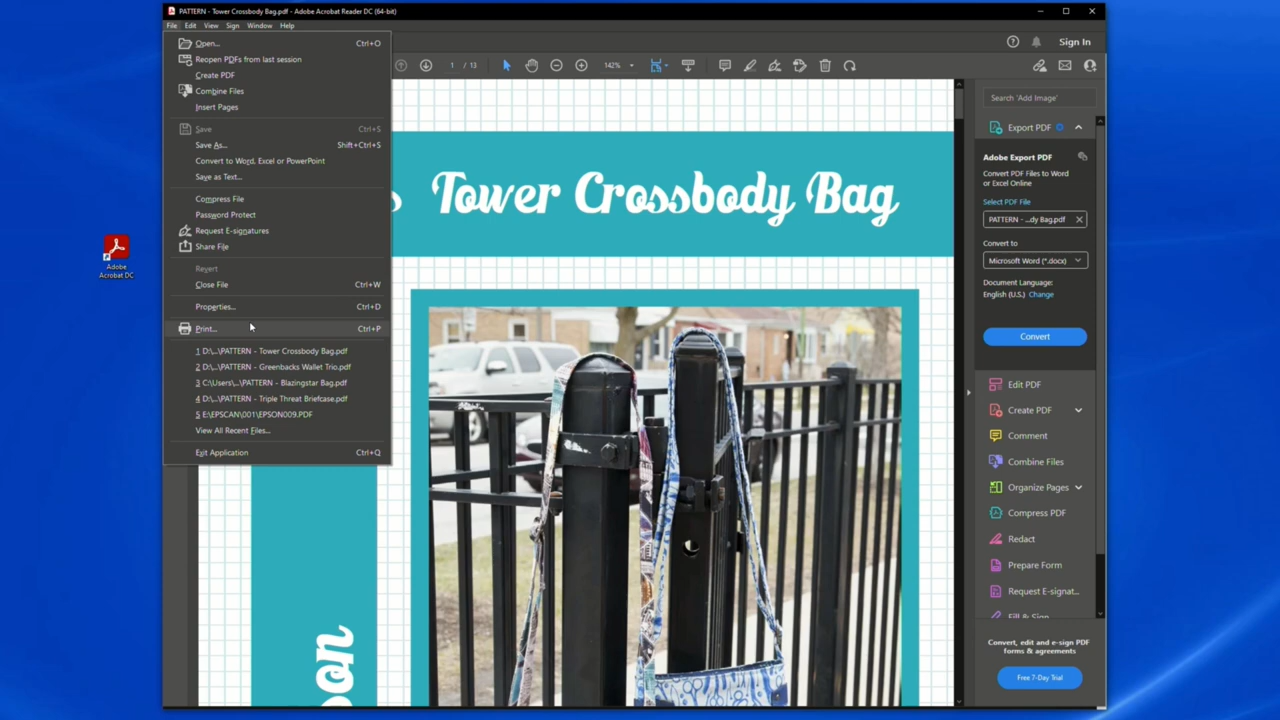 PATTERN - Tower Crossbody Bag.pdf - Adobe Acrobat Reader DC (64-bit)
File Edit View Sign Window Help
Open... Ctrl+O
Reopen PDFs from last session
Create PDF
Combine Files
Insert Pages
Save Ctrl+S
Save As... Shift+Ctrl+S
Convert to Word, Excel or PowerPoint
Save as Text...
Compress File
Password Protect
Request E-signatures
Share File
Revert
Close File Ctrl+W
Properties... Ctrl+D
Print... Ctrl+P
1 D:\...\PATTERN - Tower Crossbody Bag.pdf
2 D:\...\PATTERN - Greenbacks Wallet Trio.pdf
3 C:\Users\...\PATTERN - Blazingstar Bag.pdf
4 D:\...\PATTERN - Triple Threat Briefcase.pdf
5 E:\EPSCAN\001\EPSON009.PDF
View All Recent Files...
Exit Application Ctrl+Q
Adobe
Acrobat DC
1 / 13
142%
s Tower Crossbody Bag
on
Sign In
Search 'Add Image'
Export PDF
Adobe Export PDF
Convert PDF Files to Word
or Excel Online
Select PDF File
PATTERN - ...dy Bag.pdf
Convert to
Microsoft Word (*.docx)
Document Language:
English (U.S.) Change
Convert
Edit PDF
Create PDF
Comment
Combine Files
Organize Pages
Compress PDF
Redact
Prepare Form
Request E-signat...
Fill & Sign
Convert, edit and e-sign PDF
forms & agreements
Free 7-Day Trial